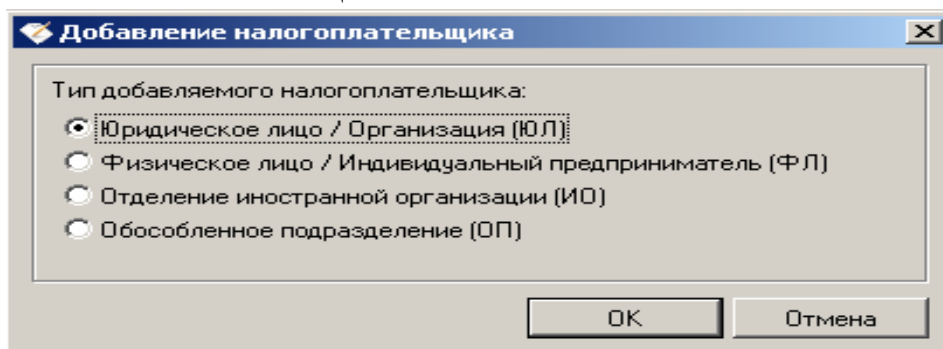 Добавление налогоплательщика
Тип добавляемого налогоплательщика:
Юридическое лицо / Организация (ЮЛ)
Физическое лицо / Индивидуальный предприниматель (ФЛ)
Отделение иностранной организации (ИО)
Обособленное подразделение (ОП)
OK Отмена